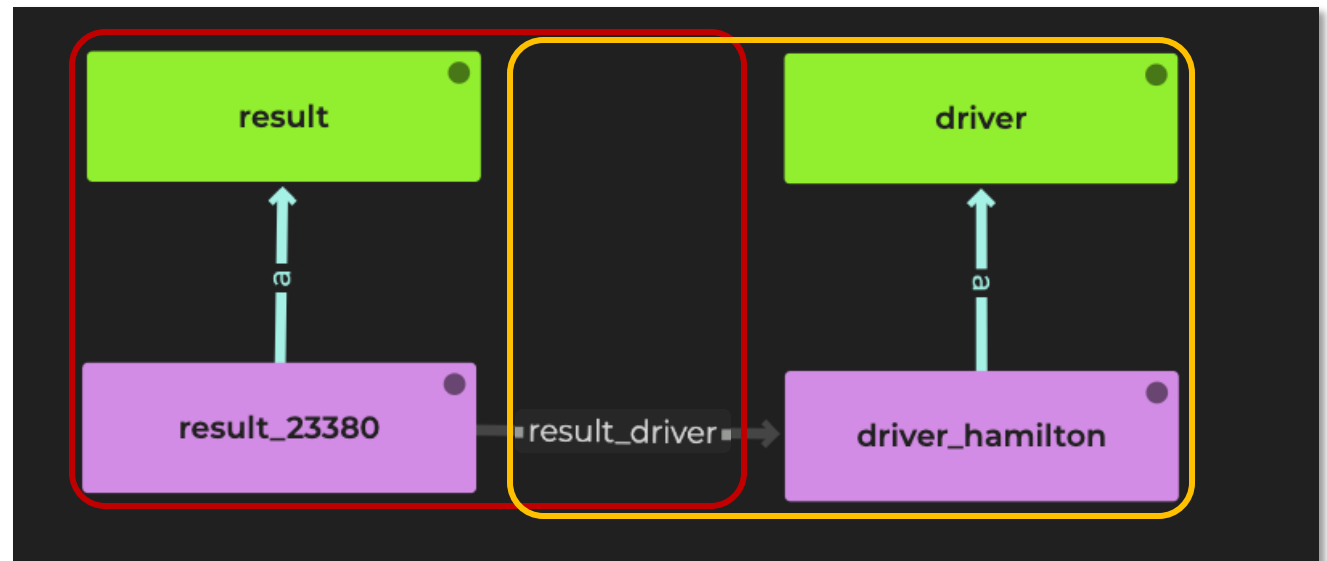 result
driver
a
a
result_23380
result_driver
driver_hamilton